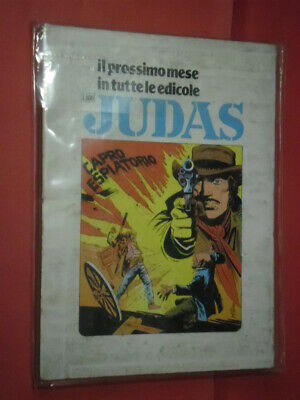 il prossimo mese
in tutte le edicole
JUDAS
CAPRO
ESPIATORIO